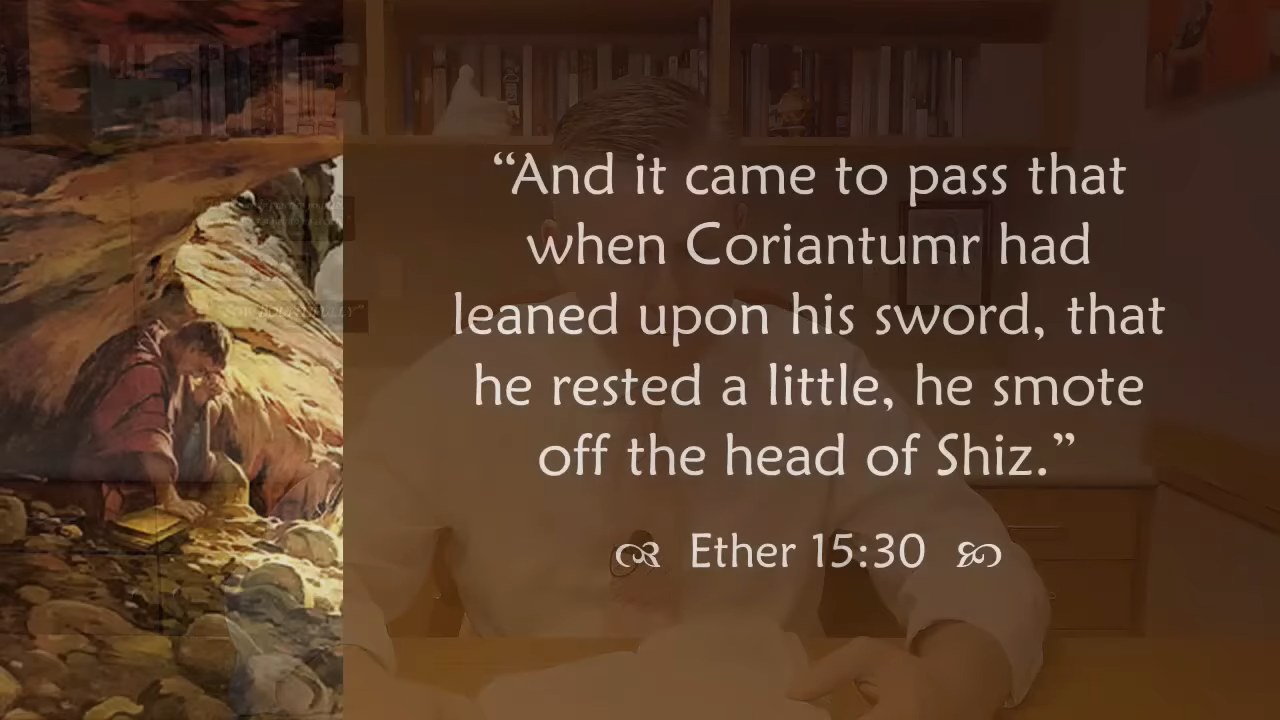 “And it came to pass that
when Coriantumr had
leaned upon his sword, that
he rested a little, he smote
off the head of Shiz.”
Ether 15:30